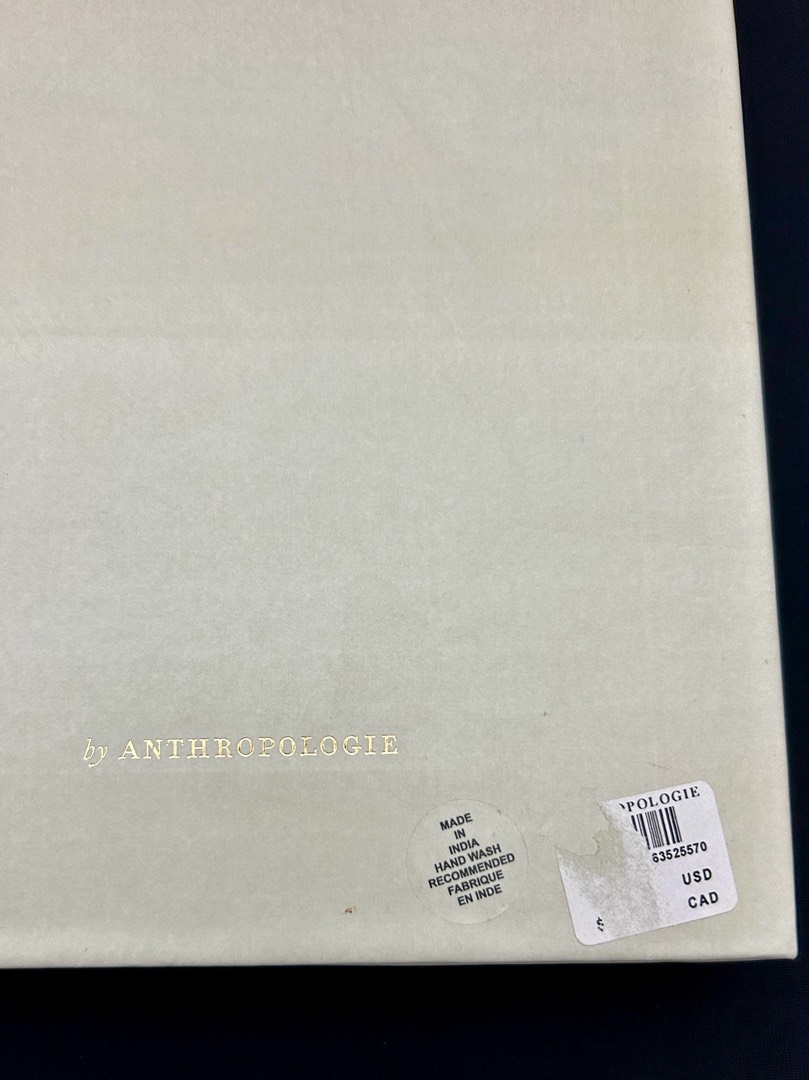 by ANTHROPOLOGIE
MADE
IN
INDIA
HAND WASH
RECOMMENDED
FABRIQUE
EN INDE
OPOLOGIE
63525570
USD
CAD
$